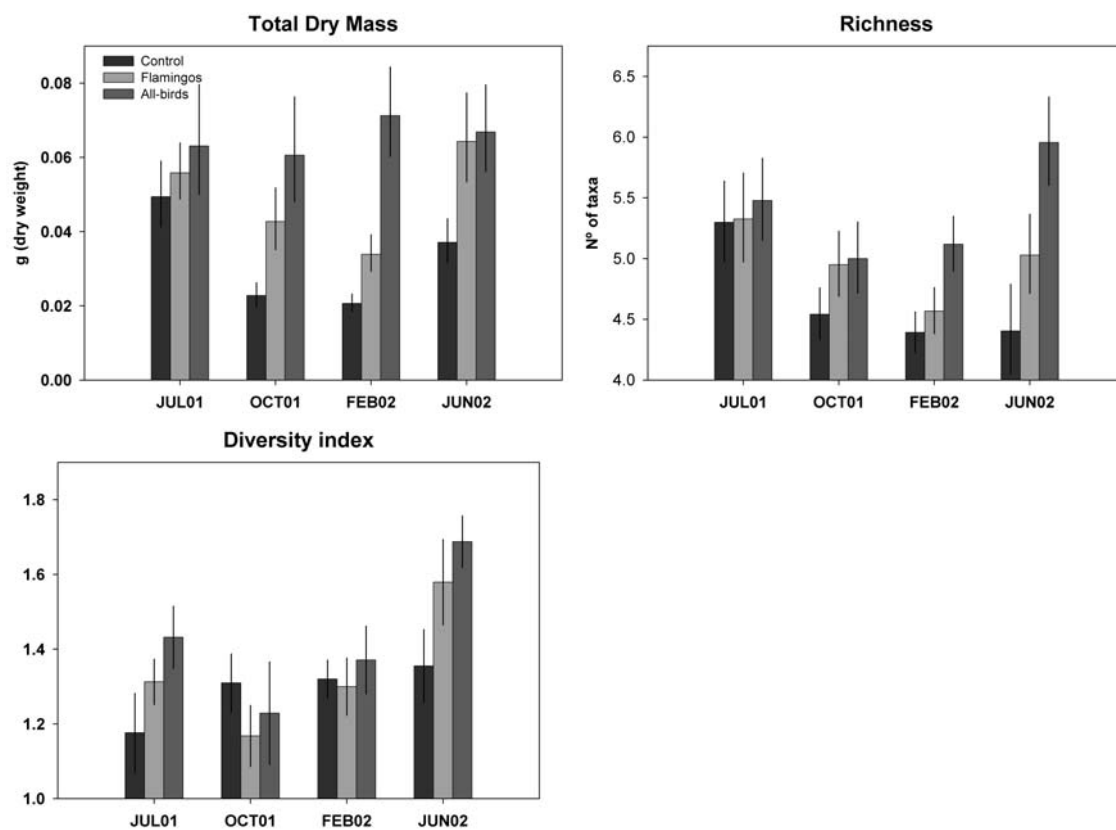 Total Dry Mass
Control
Flamingos
All-birds
g (dry weight)
0.08
0.06
0.04
0.02
0.00
JUL01 OCT01 FEB02 JUN02
Richness
Nº of taxa
6.5
6.0
5.5
5.0
4.5
4.0
JUL01 OCT01 FEB02 JUN02
Diversity index
1.8
1.6
1.4
1.2
1.0
JUL01 OCT01 FEB02 JUN02